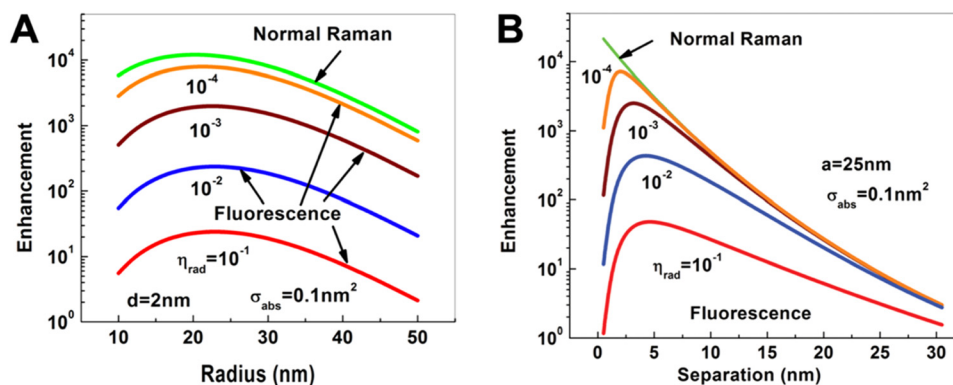 A
Enhancement
10⁴
10³
10²
10¹
10⁰
Normal Raman
10⁻⁴
10⁻³
10⁻²
Fluorescence
η_rad=10⁻¹
d=2nm
σ_abs=0.1nm²
10 20 30 40 50
Radius (nm)
B
Enhancement
10⁴
10³
10²
10¹
10⁰
Normal Raman
10⁻⁴
10⁻³
10⁻²
a=25nm
σ_abs=0.1nm²
η_rad=10⁻¹
Fluorescence
0 5 10 15 20 25 30
Separation (nm)